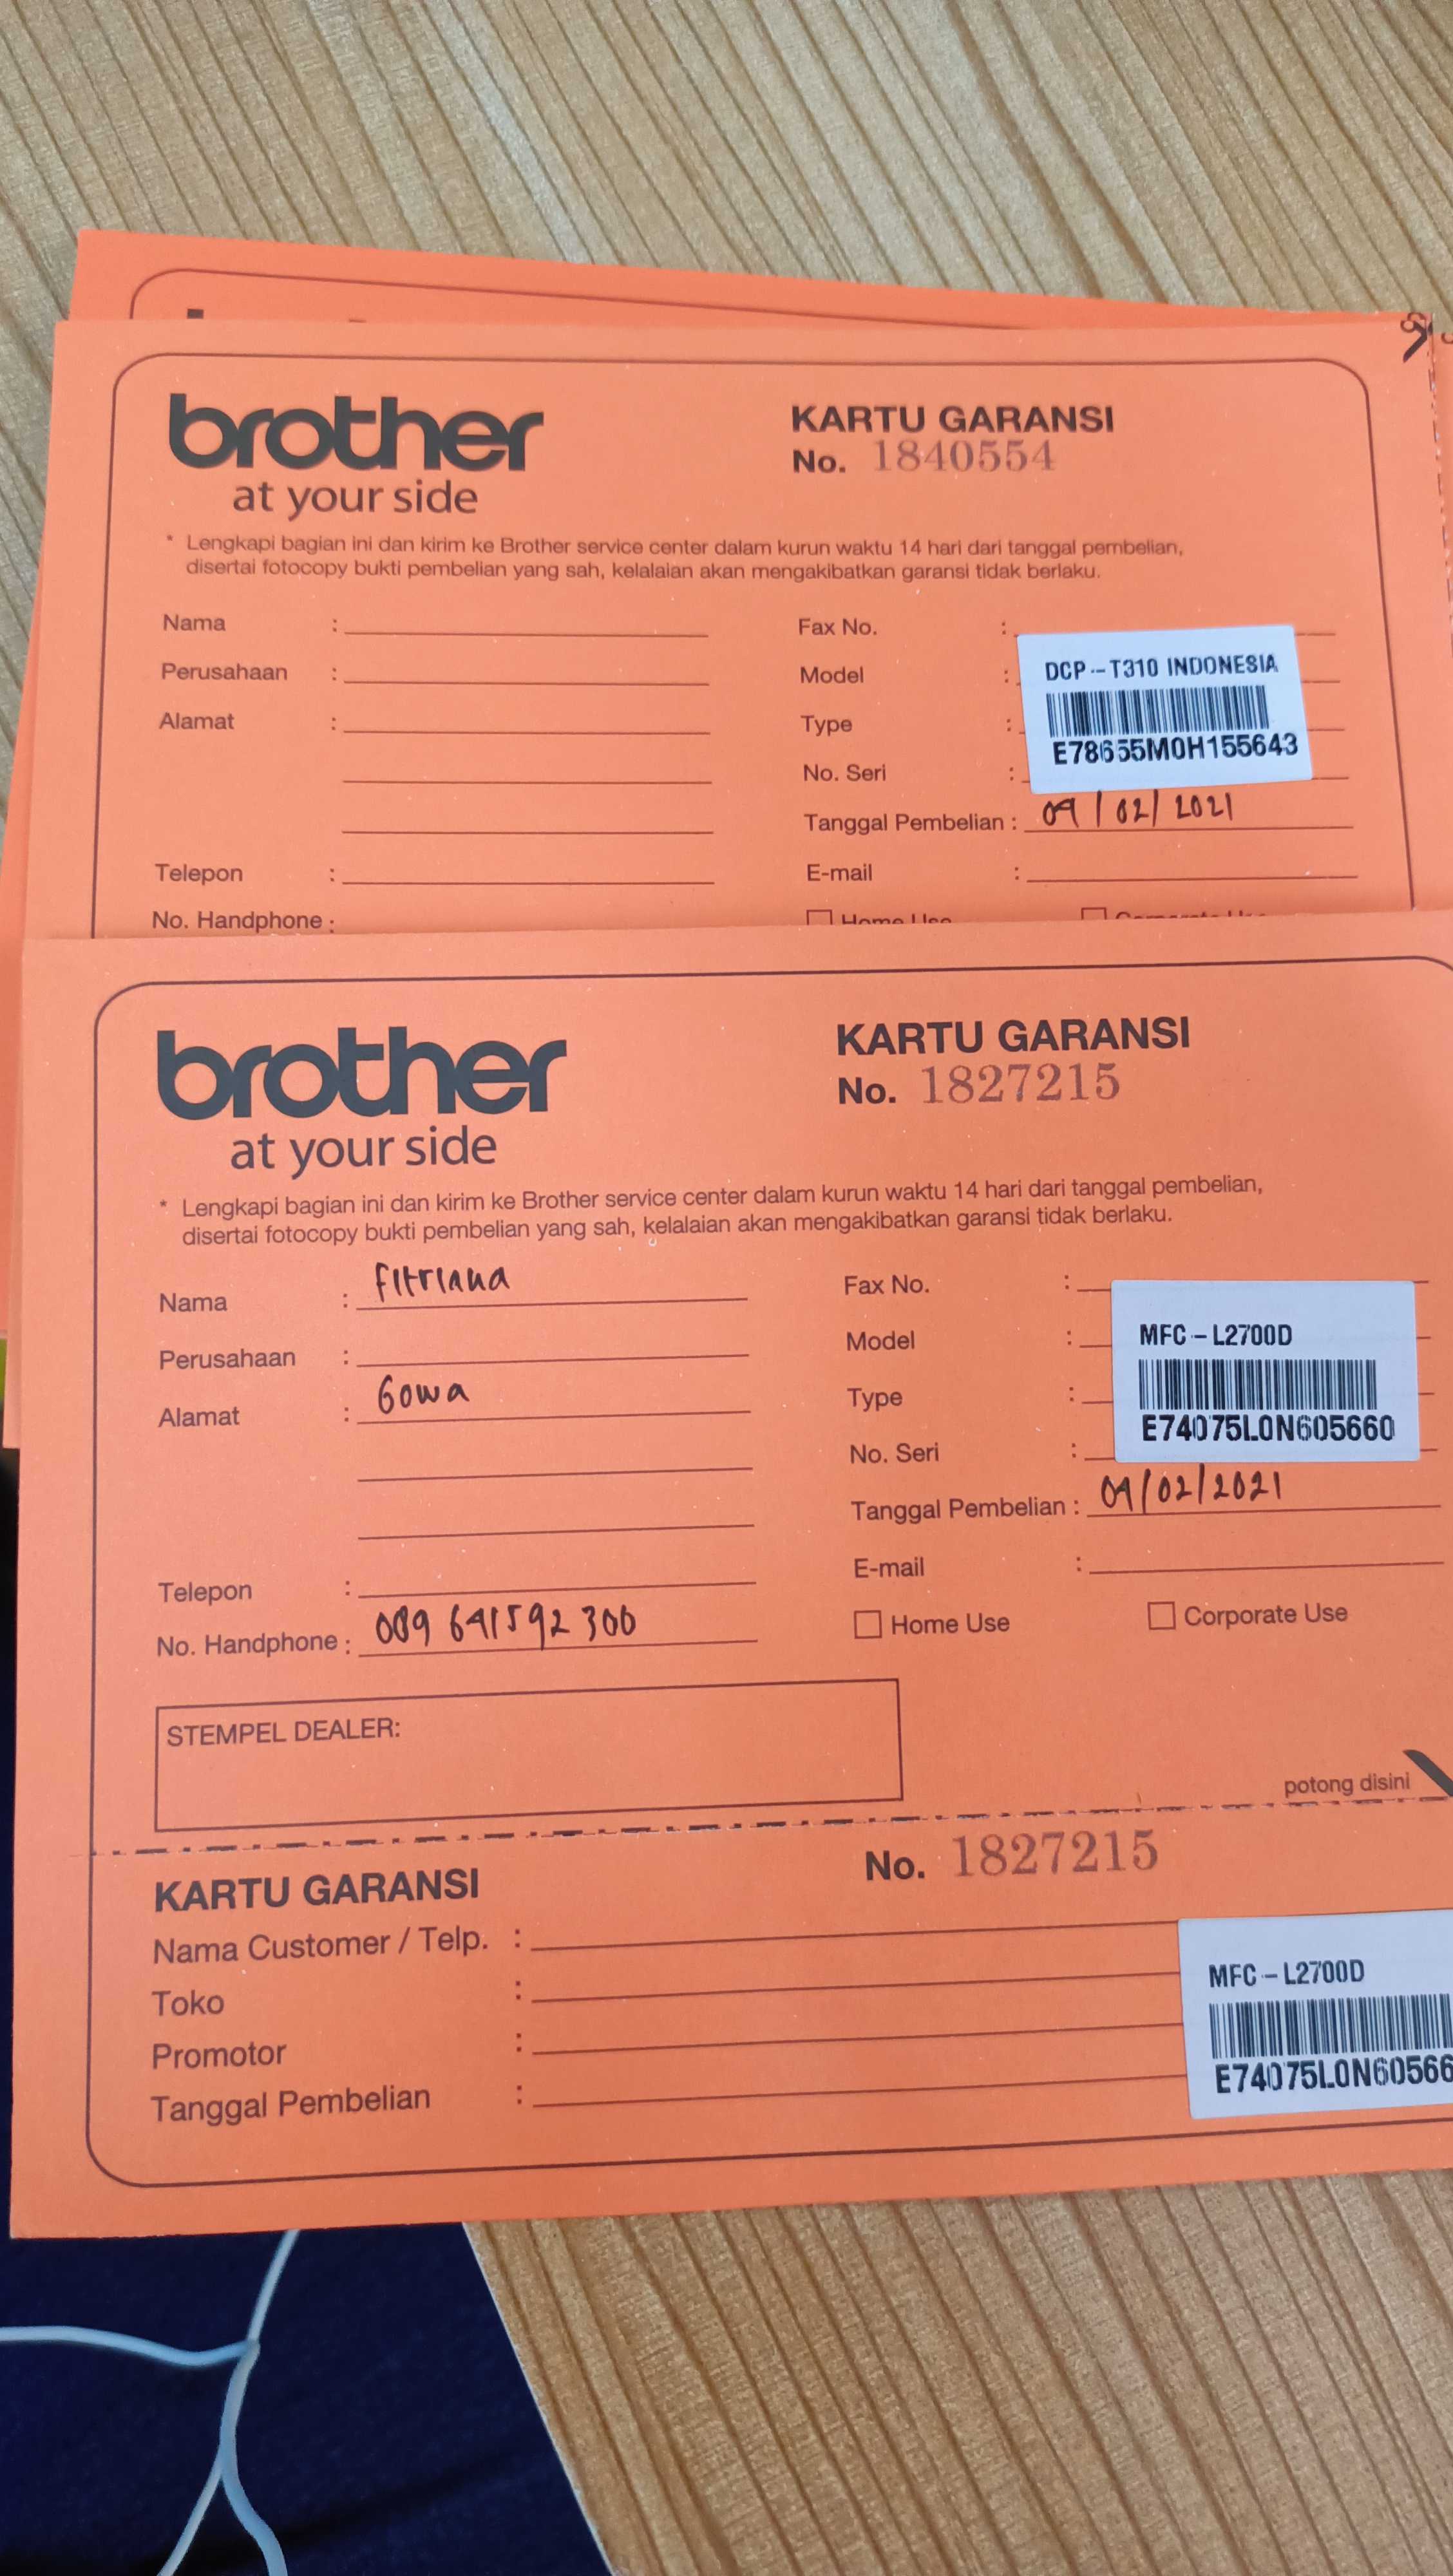 brother
at your side
KARTU GARANSI
No. 1840554
* Lengkapi bagian ini dan kirim ke Brother service center dalam kurun waktu 14 hari dari tanggal pembelian,
disertai fotocopy bukti pembelian yang sah, kelalaian akan mengakibatkan garansi tidak berlaku.
Nama :
Perusahaan :
Alamat :
Telepon :
No. Handphone :
Fax No. :
Model :
Type :
No. Seri :
DCP-T310 INDONESIA
E78655M0H155643
Tanggal Pembelian : 09/02/2021
E-mail :
Home Use
brother
at your side
KARTU GARANSI
No. 1827215
* Lengkapi bagian ini dan kirim ke Brother service center dalam kurun waktu 14 hari dari tanggal pembelian,
disertai fotocopy bukti pembelian yang sah, kelalaian akan mengakibatkan garansi tidak berlaku.
Nama : Fitriana
Perusahaan :
Alamat : Gowa
Telepon :
No. Handphone : 089 641592 300
Fax No. :
Model :
Type :
No. Seri :
MFC-L2700D
E74075L0N605660
Tanggal Pembelian : 09/02/2021
E-mail :
Home Use
Corporate Use
STEMPEL DEALER:
potong disini
KARTU GARANSI
No. 1827215
Nama Customer / Telp. :
Toko :
Promotor :
Tanggal Pembelian :
MFC-L2700D
E74075L0N60566